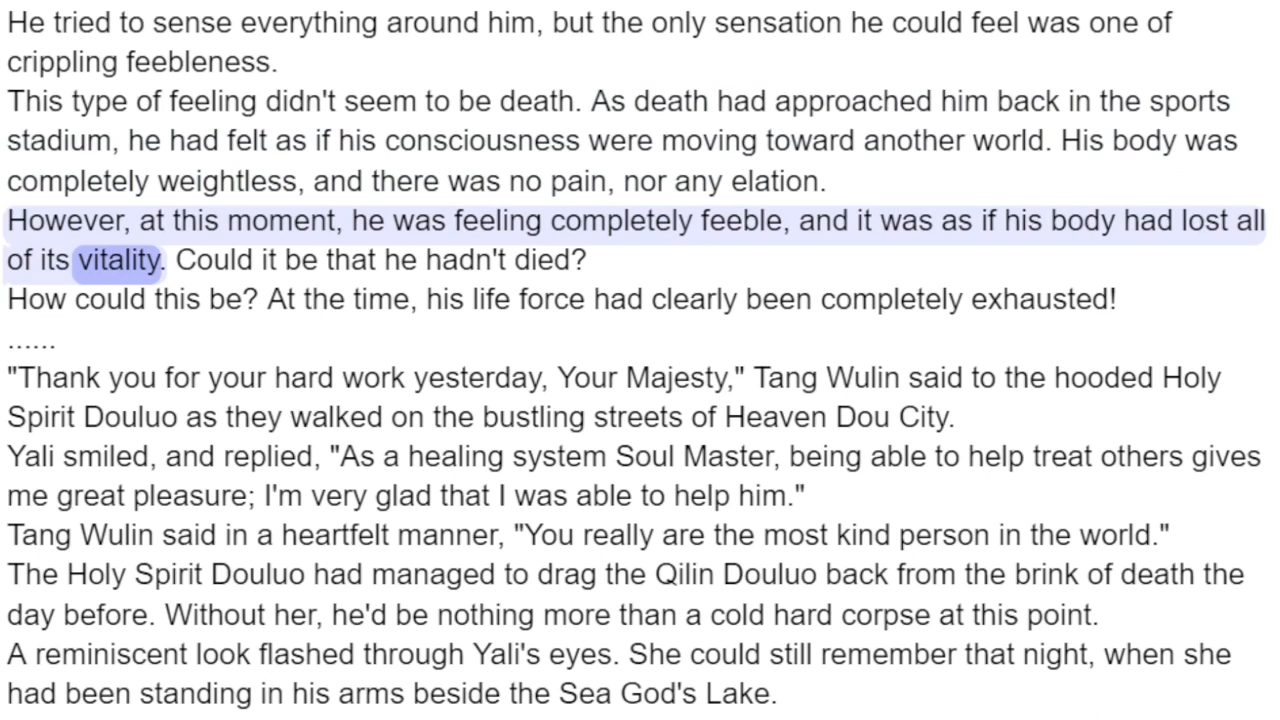 He tried to sense everything around him, but the only sensation he could feel was one of
crippling feebleness.
This type of feeling didn't seem to be death. As death had approached him back in the sports
stadium, he had felt as if his consciousness were moving toward another world. His body was
completely weightless, and there was no pain, nor any elation.
However, at this moment, he was feeling completely feeble, and it was as if his body had lost all
of its vitality. Could it be that he hadn't died?
How could this be? At the time, his life force had clearly been completely exhausted!
......
"Thank you for your hard work yesterday, Your Majesty," Tang Wulin said to the hooded Holy
Spirit Douluo as they walked on the bustling streets of Heaven Dou City.
Yali smiled, and replied, "As a healing system Soul Master, being able to help treat others gives
me great pleasure; I'm very glad that I was able to help him."
Tang Wulin said in a heartfelt manner, "You really are the most kind person in the world."
The Holy Spirit Douluo had managed to drag the Qilin Douluo back from the brink of death the
day before. Without her, he'd be nothing more than a cold hard corpse at this point.
A reminiscent look flashed through Yali's eyes. She could still remember that night, when she
had been standing in his arms beside the Sea God's Lake.